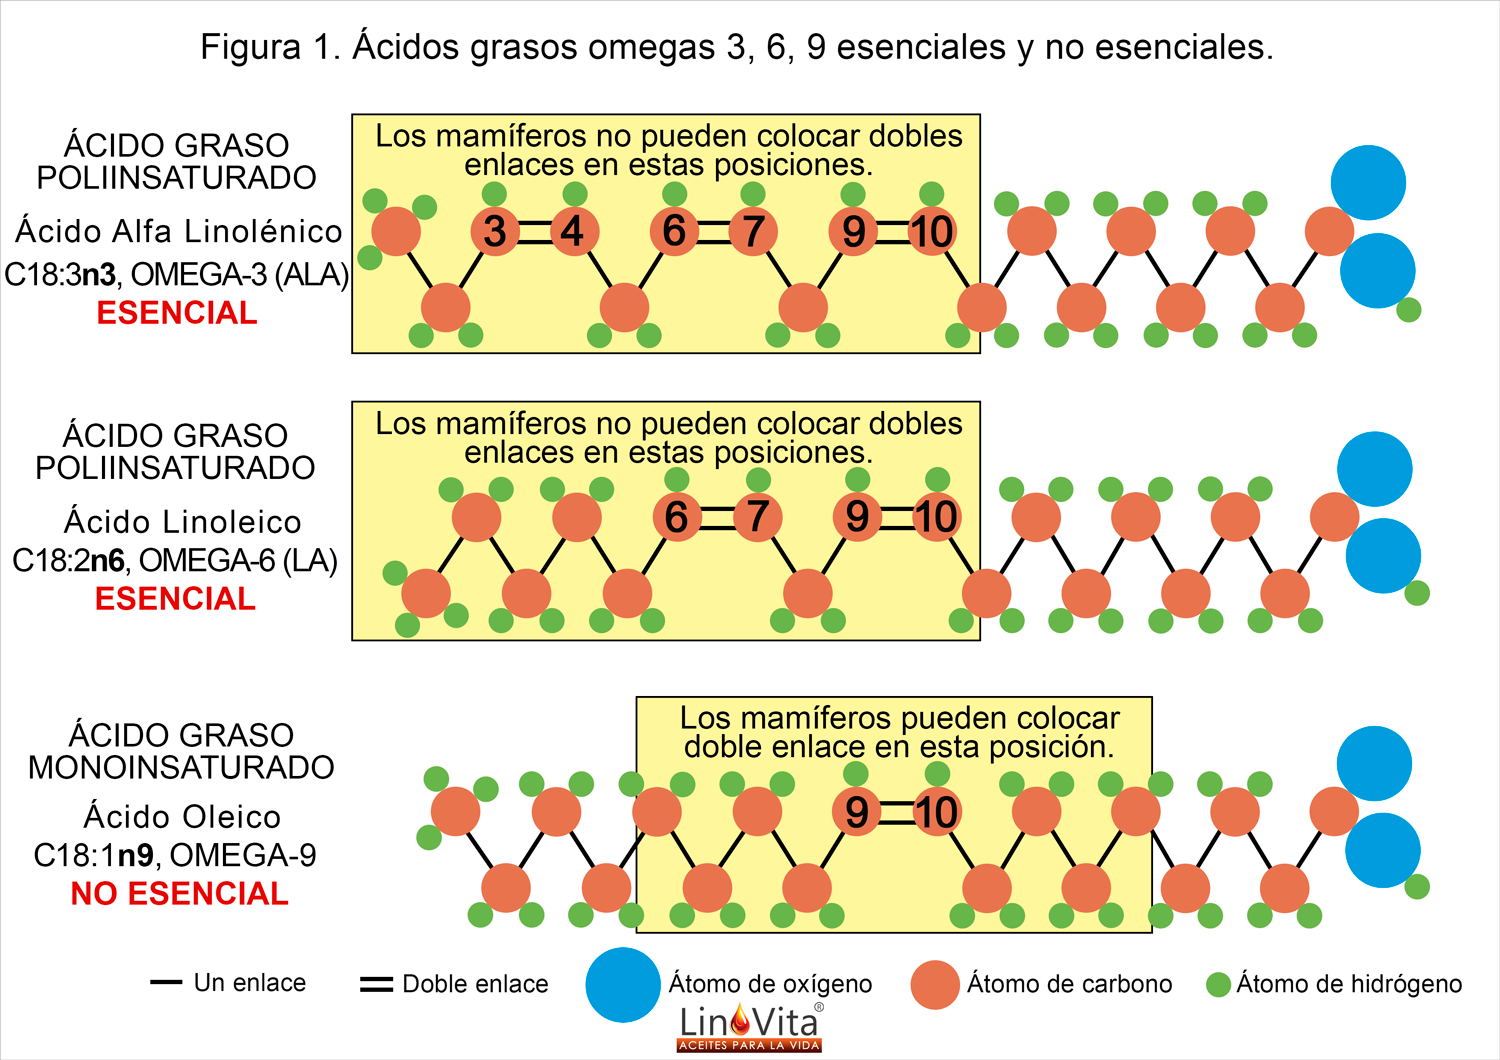 Figura 1. Ácidos grasos omegas 3, 6, 9 esenciales y no esenciales.
ÁCIDO GRASO
POLIINSATURADO
Ácido Alfa Linolénico
C18:3n3, OMEGA-3 (ALA)
ESENCIAL
Los mamíferos no pueden colocar dobles
enlaces en estas posiciones.
3 4 6 7 9 10
ÁCIDO GRASO
POLIINSATURADO
Ácido Linoleico
C18:2n6, OMEGA-6 (LA)
ESENCIAL
Los mamíferos no pueden colocar dobles
enlaces en estas posiciones.
6 7 9 10
ÁCIDO GRASO
MONOINSATURADO
Ácido Oleico
C18:1n9, OMEGA-9
NO ESENCIAL
Los mamíferos pueden colocar
doble enlace en esta posición.
9 10
Un enlace Doble enlace Átomo de oxígeno Átomo de carbono Átomo de hidrógeno
LinoVita®
ACEITES PARA LA VIDA